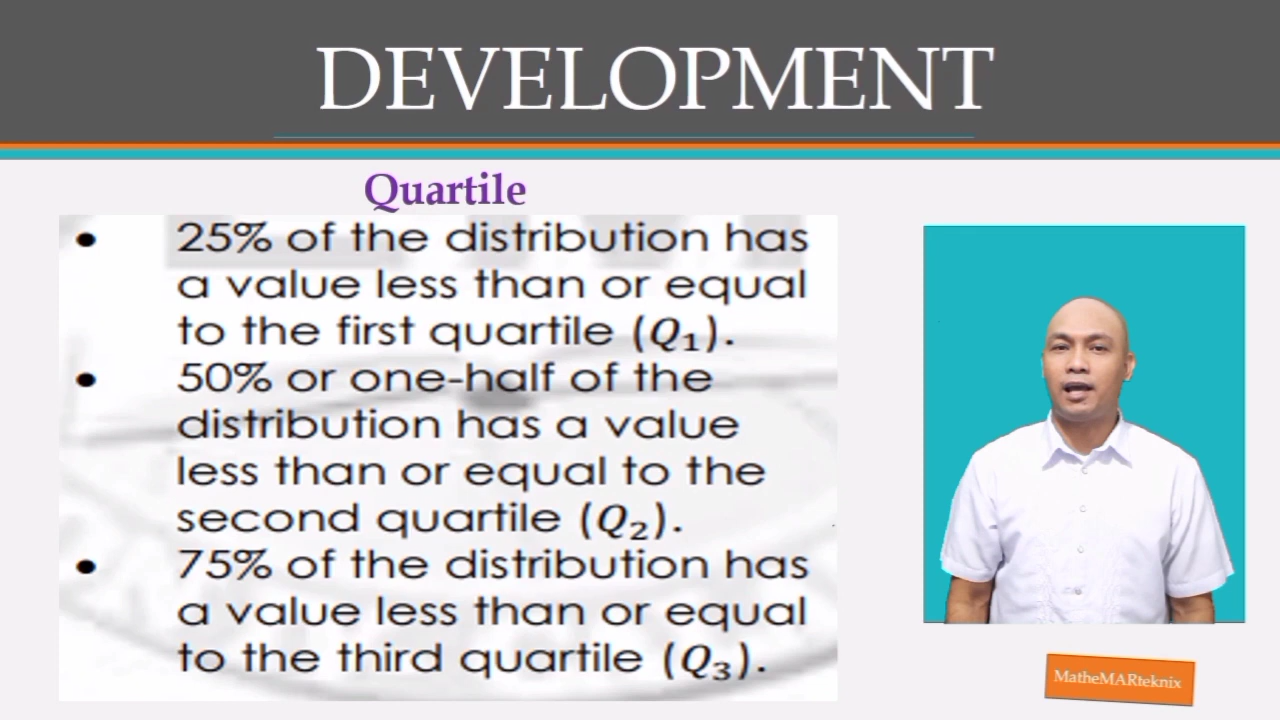 DEVELOPMENT
Quartile
• 25% of the distribution has
a value less than or equal
to the first quartile (Q₁).
• 50% or one-half of the
distribution has a value
less than or equal to the
second quartile (Q₂).
• 75% of the distribution has
a value less than or equal
to the third quartile (Q₃).
MatheMARteknix